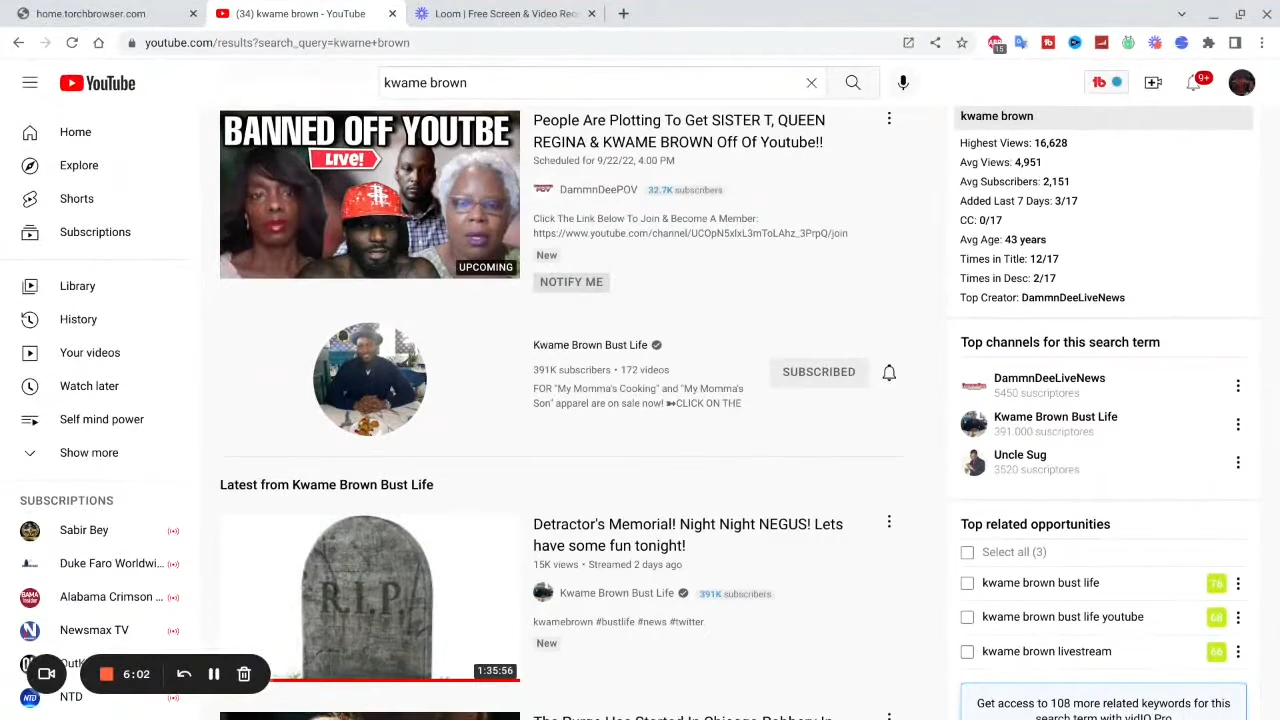 home.torchbrowser.com
(34) kwame brown - YouTube
Loom | Free Screen & Video Rec
youtube.com/results?search_query=kwame+brown
15
YouTube
kwame brown
9+
Home
Explore
Shorts
Subscriptions
Library
History
Your videos
Watch later
Self mind power
Show more
SUBSCRIPTIONS
Sabir Bey
Duke Faro Worldwi...
Alabama Crimson ...
Newsmax TV
NTD
6:02
BANNED OFF YOUTBE
LIVE!
UPCOMING
People Are Plotting To Get SISTER T, QUEEN
REGINA & KWAME BROWN Off Of Youtube!!
Scheduled for 9/22/22, 4:00 PM
DammnDeePOV 32.7K subscribers
Click The Link Below To Join & Become A Member:
https://www.youtube.com/channel/UCOpN5xIxL3mToLAhz_3PrpQ/join
New
NOTIFY ME
Kwame Brown Bust Life
391K subscribers • 172 videos
FOR "My Momma's Cooking" and "My Momma's
Son" apparel are on sale now! ➽CLICK ON THE
SUBSCRIBED
Latest from Kwame Brown Bust Life
R.I.P
1:35:56
Detractor's Memorial! Night Night NEGUS! Lets
have some fun tonight!
15K views • Streamed 2 days ago
Kwame Brown Bust Life 391K subscribers
kwamebrown #bustlife #news #twitter
New
kwame brown
Highest Views: 16,628
Avg Views: 4,951
Avg Subscribers: 2,151
Added Last 7 Days: 3/17
CC: 0/17
Avg Age: 43 years
Times in Title: 12/17
Times in Desc: 2/17
Top Creator: DammnDeeLiveNews
Top channels for this search term
DammnDeeLiveNews
5450 suscriptores
Kwame Brown Bust Life
391.000 suscriptores
Uncle Sug
3520 suscriptores
Top related opportunities
Select all (3)
kwame brown bust life 76
kwame brown bust life youtube 68
kwame brown livestream 66
Get access to 108 more related keywords for this
search term with vidIQ Pro